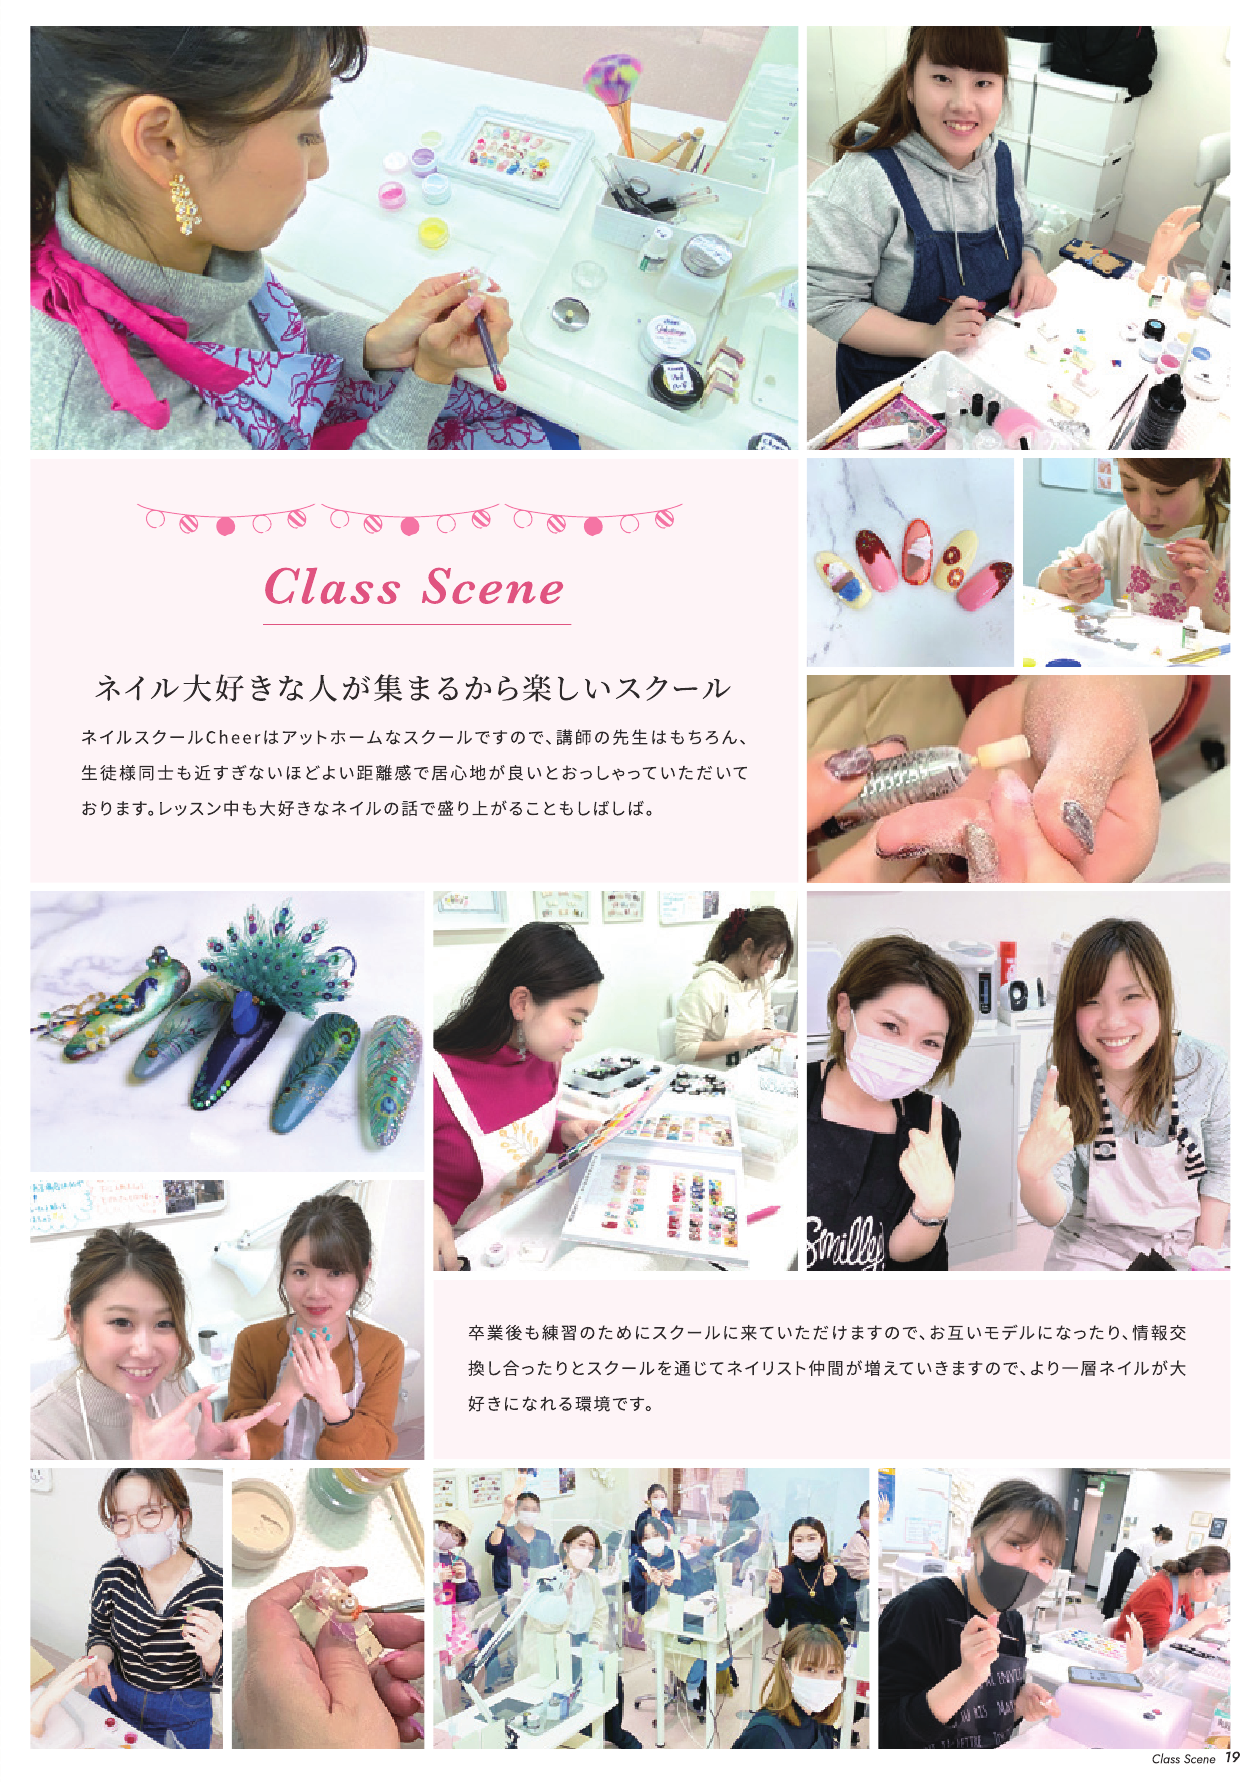 Class Scene
ネイル大好きな人が集まるから楽しいスクール
ネイルスクールCheerはアットホームなスクールですので、講師の先生はもちろん、
生徒様同士も近すぎないほどよい距離感で居心地が良いとおっしゃっていただいて
おります。レッスン中も大好きなネイルの話で盛り上がることもしばしば。
Smilley
卒業後も練習のためにスクールに来ていただけますので、お互いモデルになったり、情報交
換し合ったりとスクールを通じてネイリスト仲間が増えていきますので、より一層ネイルが大
好きになれる環境です。
Class Scene 19